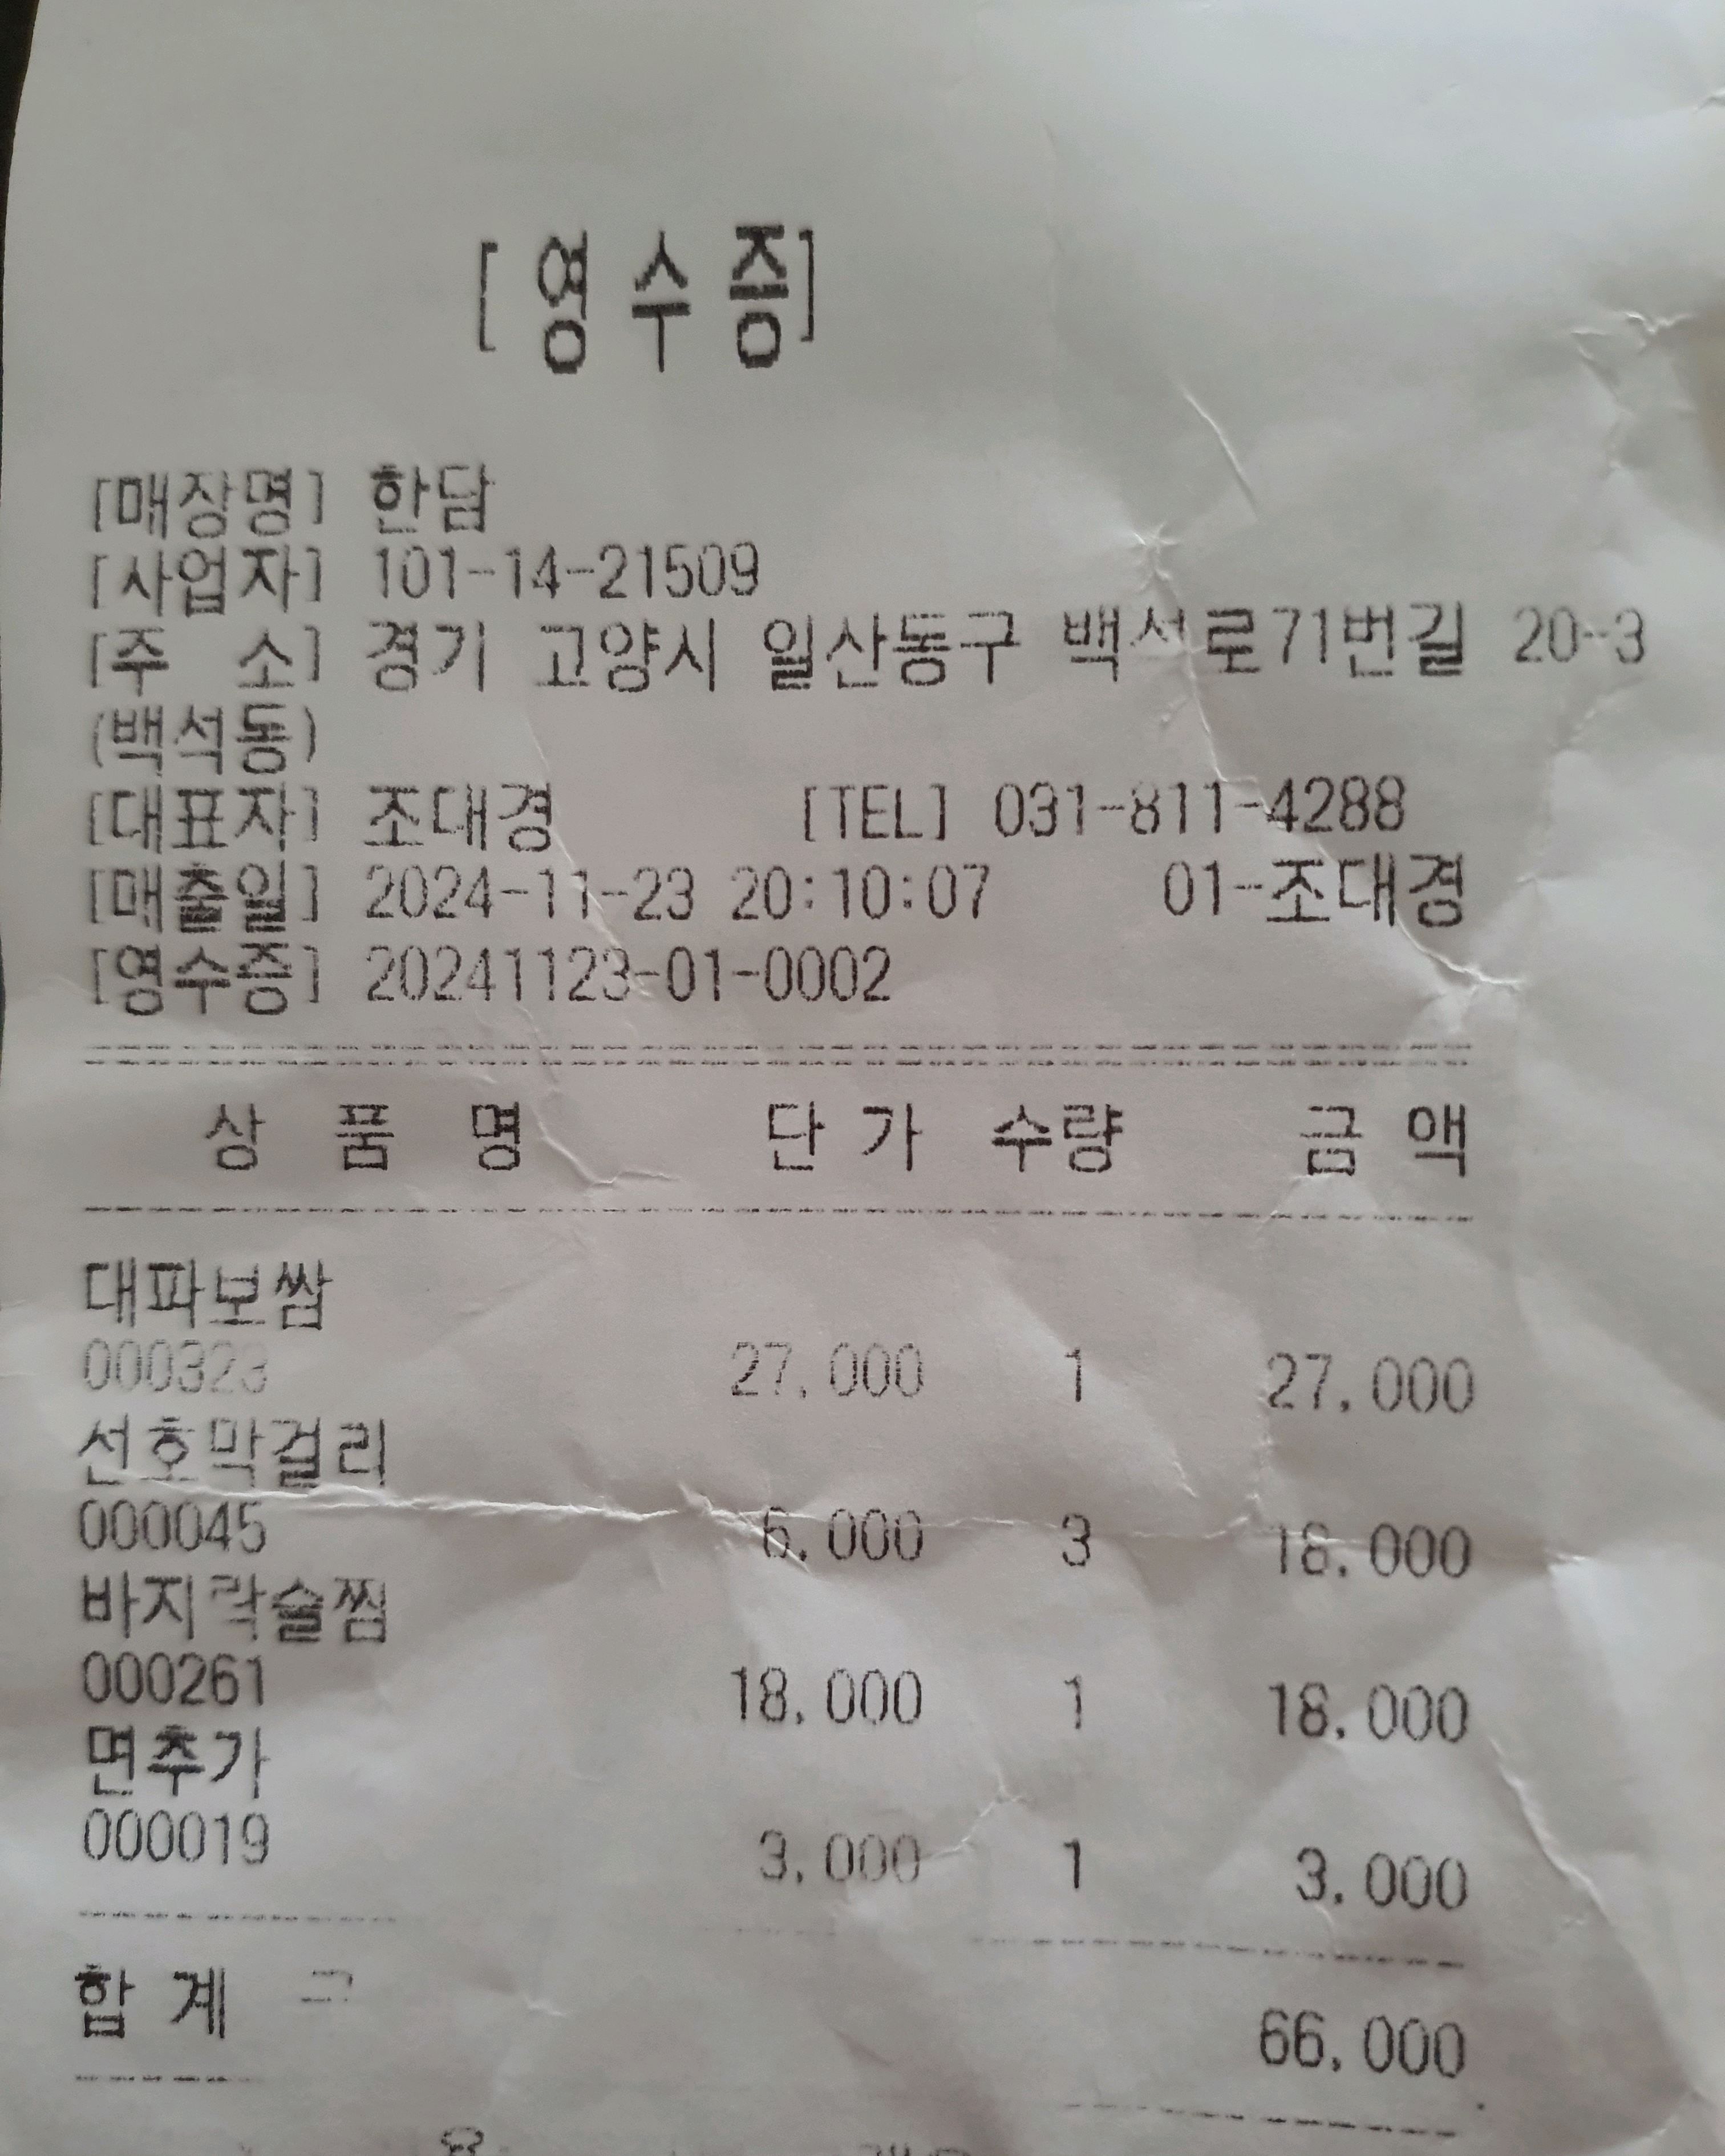 [영 수 증]
[매장명] 한담
[사업자] 101-14-21509
[주 소] 경기 고양시 일산동구 백석로71번길 20-3
(백석동)
[대표자] 조대경 [TEL] 031-811-4288
[매출일] 2024-11-23 20:10:07 01-조대경
[영수증] 20241123-01-0002
상 품 명 단 가 수량 금 액
대파보쌈
000323 27,000 1 27,000
선호막걸리
000045 6,000 3 18,000
바지락술찜
000261 18,000 1 18,000
면추가
000019 3,000 1 3,000
합 계 66,000